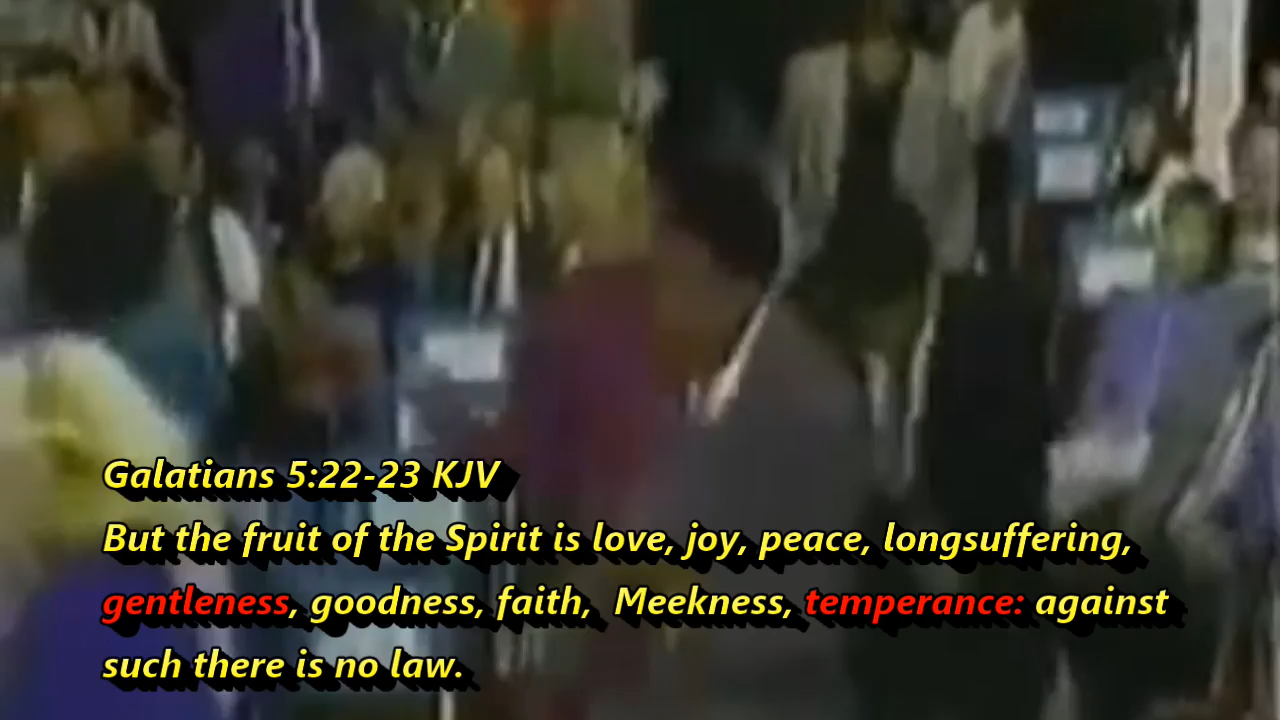 Galatians 5:22-23 KJV
But the fruit of the Spirit is love, joy, peace, longsuffering,
gentleness, goodness, faith,  Meekness, temperance: against
such there is no law.